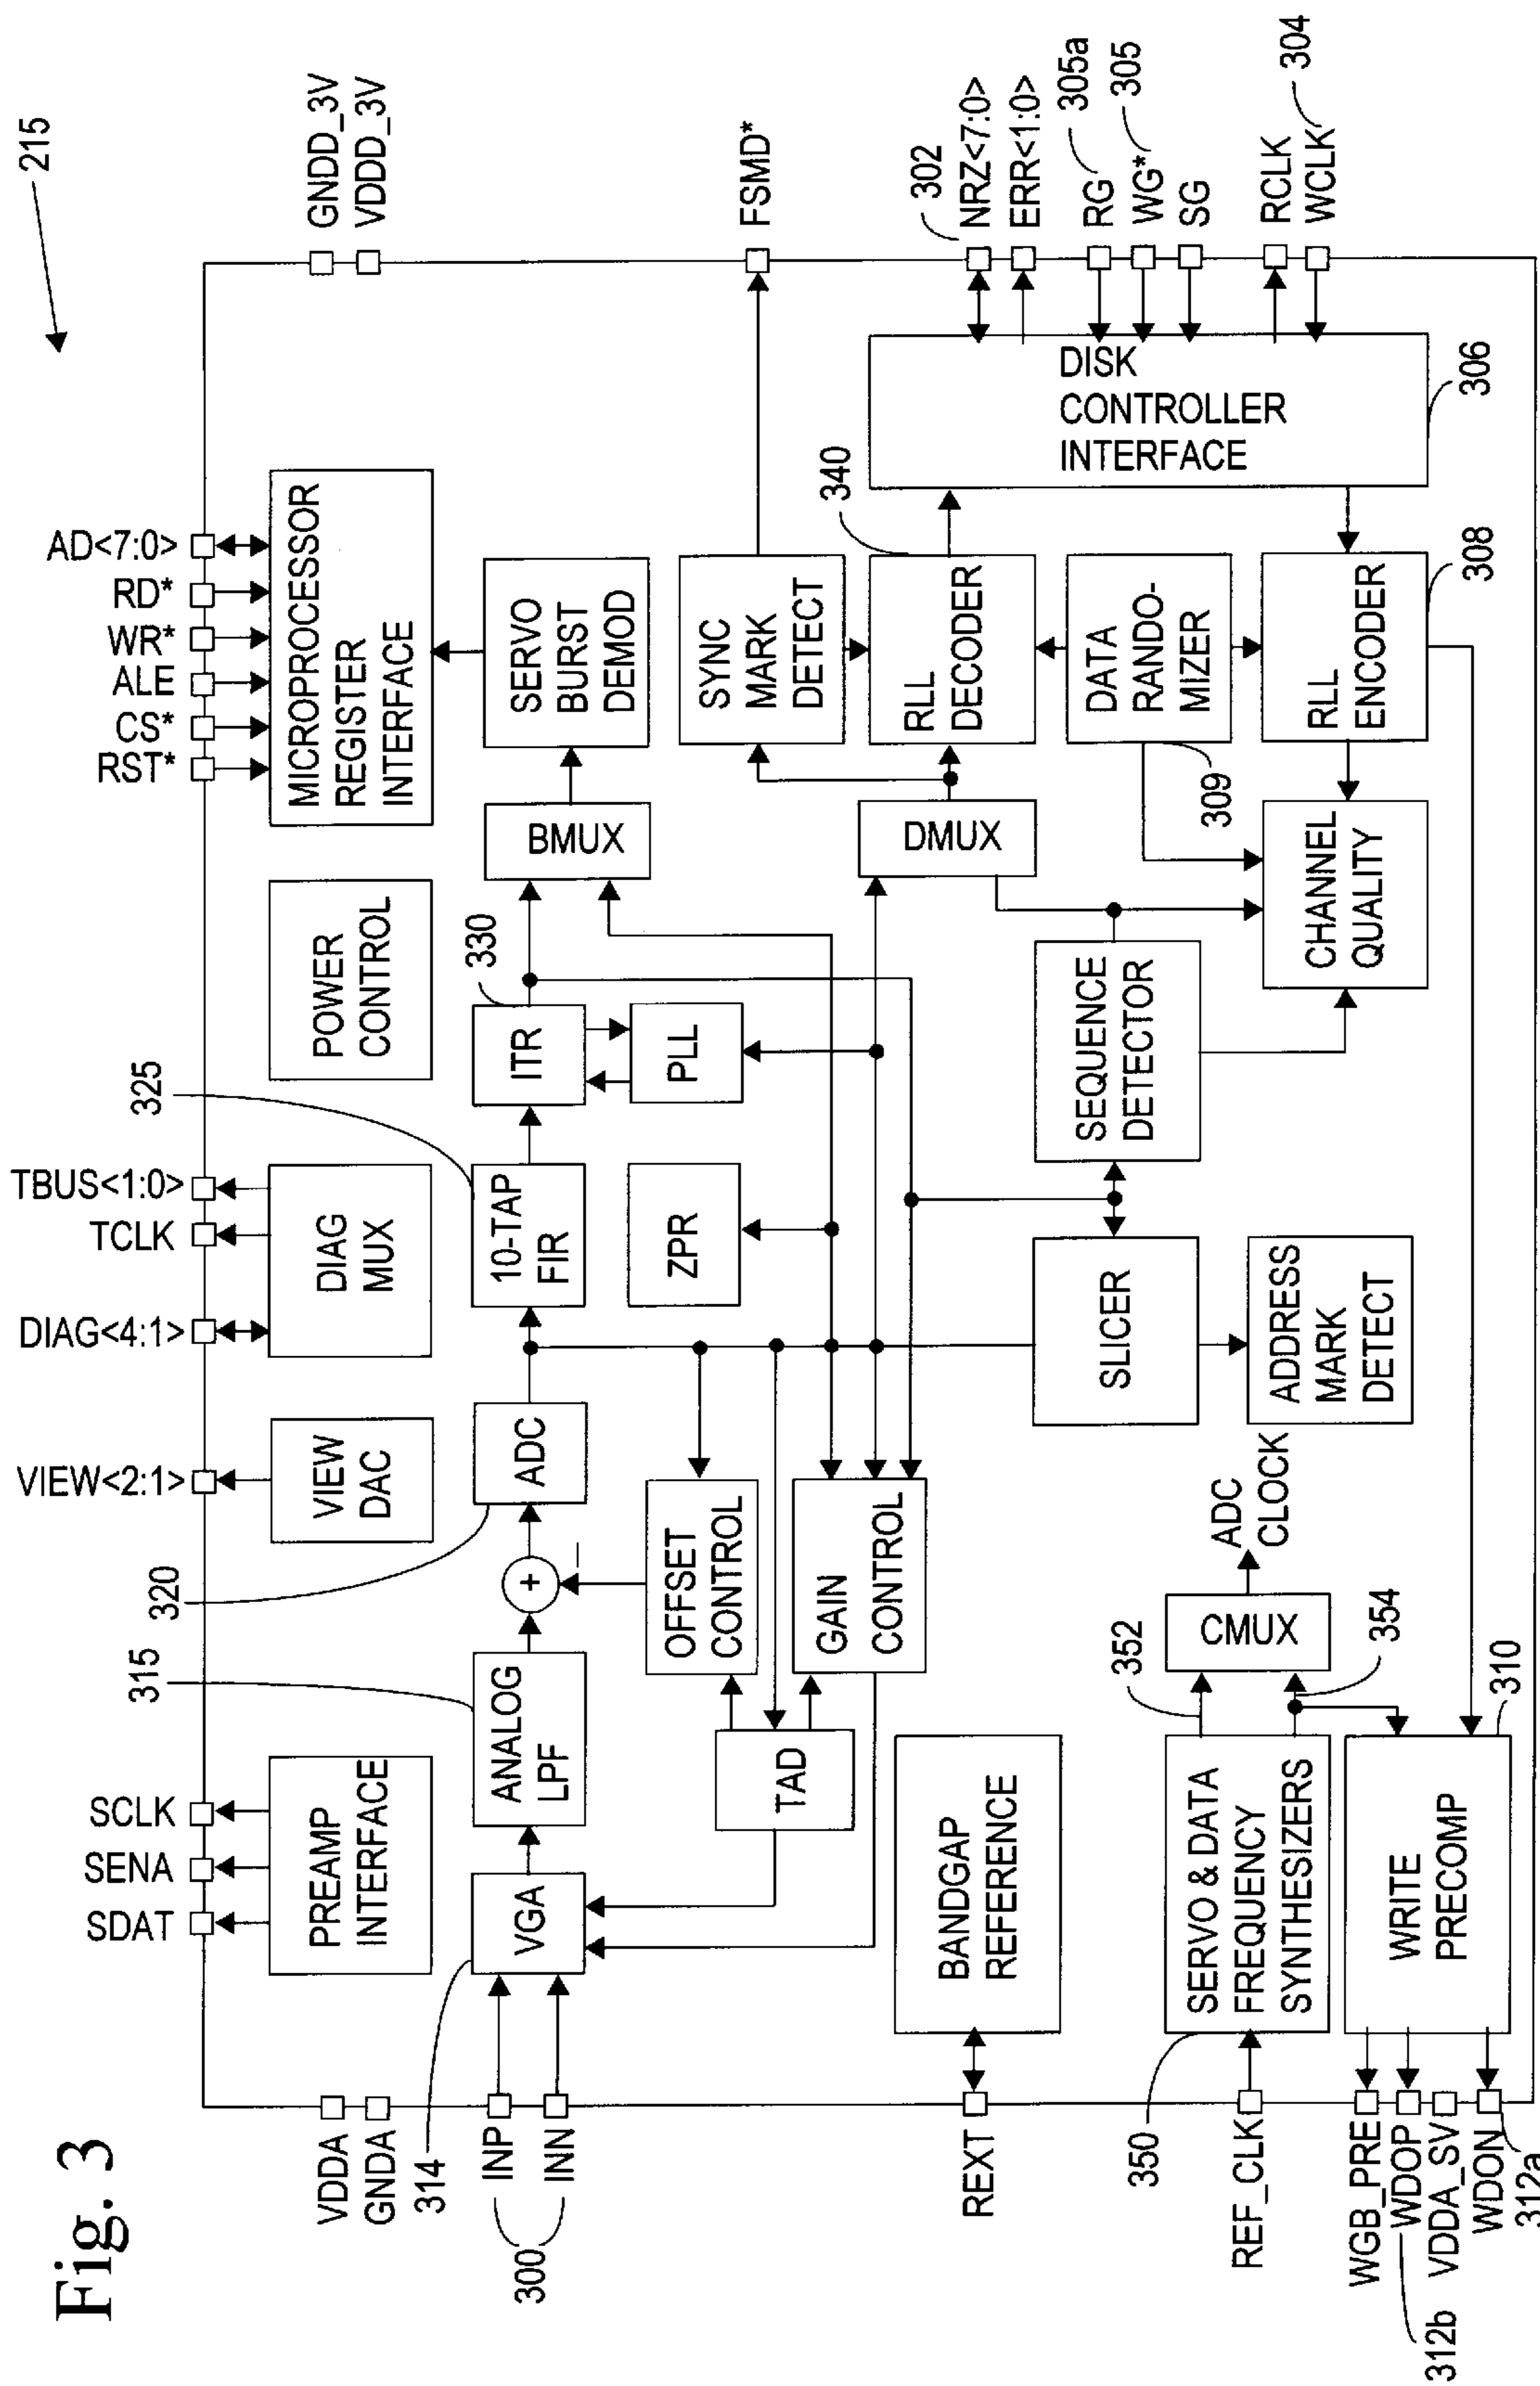 Fig. 3
215
SDAT
SENA
SCLK
VIEW<2:1>
DIAG<4:1>
TCLK
TBUS<1:0>
RST*
CS*
ALE
WR*
RD*
AD<7:0>
PREAMP
INTERFACE
VIEW
DAC
DIAG
MUX
POWER
CONTROL
MICROPROCESSOR
REGISTER
INTERFACE
GNDD_3V
VDDD_3V
VDDA
GNDA
314
INP
INN
300
315
320
325
330
VGA
ANALOG
LPF
+
–
ADC
10-TAP
FIR
ITR
BMUX
SERVO
BURST
DEMOD
OFFSET
CONTROL
ZPR
PLL
TAD
GAIN
CONTROL
SYNC
MARK
DETECT
FSMD*
DMUX
340
RLL
DECODER
302
NRZ<7:0>
ERR<1:0>
RG
305a
WG*
305
SG
RCLK
WCLK
304
DISK
CONTROLLER
INTERFACE
306
REXT
BANDGAP
REFERENCE
SLICER
SEQUENCE
DETECTOR
DATA
RANDO-
MIZER
309
350
REF_CLK
SERVO & DATA
FREQUENCY
SYNTHESIZERS
352
354
CMUX
ADC
CLOCK
ADDRESS
MARK
DETECT
CHANNEL
QUALITY
RLL
ENCODER
308
WGB_PRE
WDOP
VDDA_SV
WDON
312b
312a
WRITE
PRECOMP
310